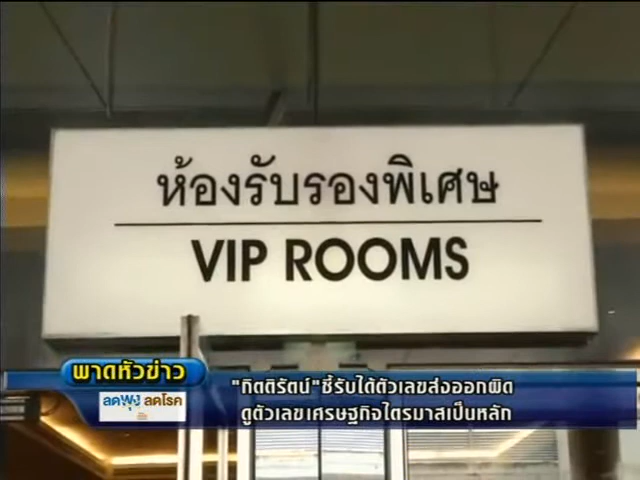 ห้องรับรองพิเศษ
VIP ROOMS
พาดหัวข่าว
"กิตติรัตน์"ชี้รับได้ตัวเลขส่งออกผิด
ลดพุง ลดโรค
ดูตัวเลขเศรษฐกิจไตรมาสเป็นหลัก